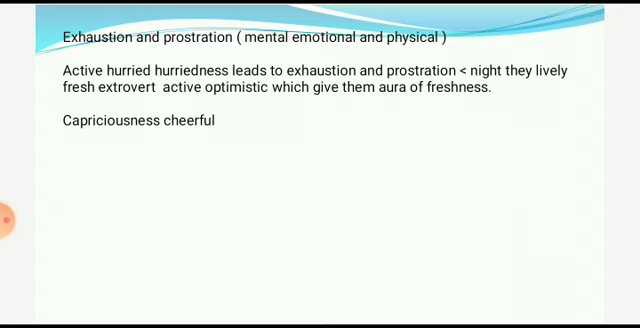 Exhaustion and prostration ( mental emotional and physical )
Active hurried hurriedness leads to exhaustion and prostration < night they lively
fresh extrovert  active optimistic which give them aura of freshness.
Capriciousness cheerful